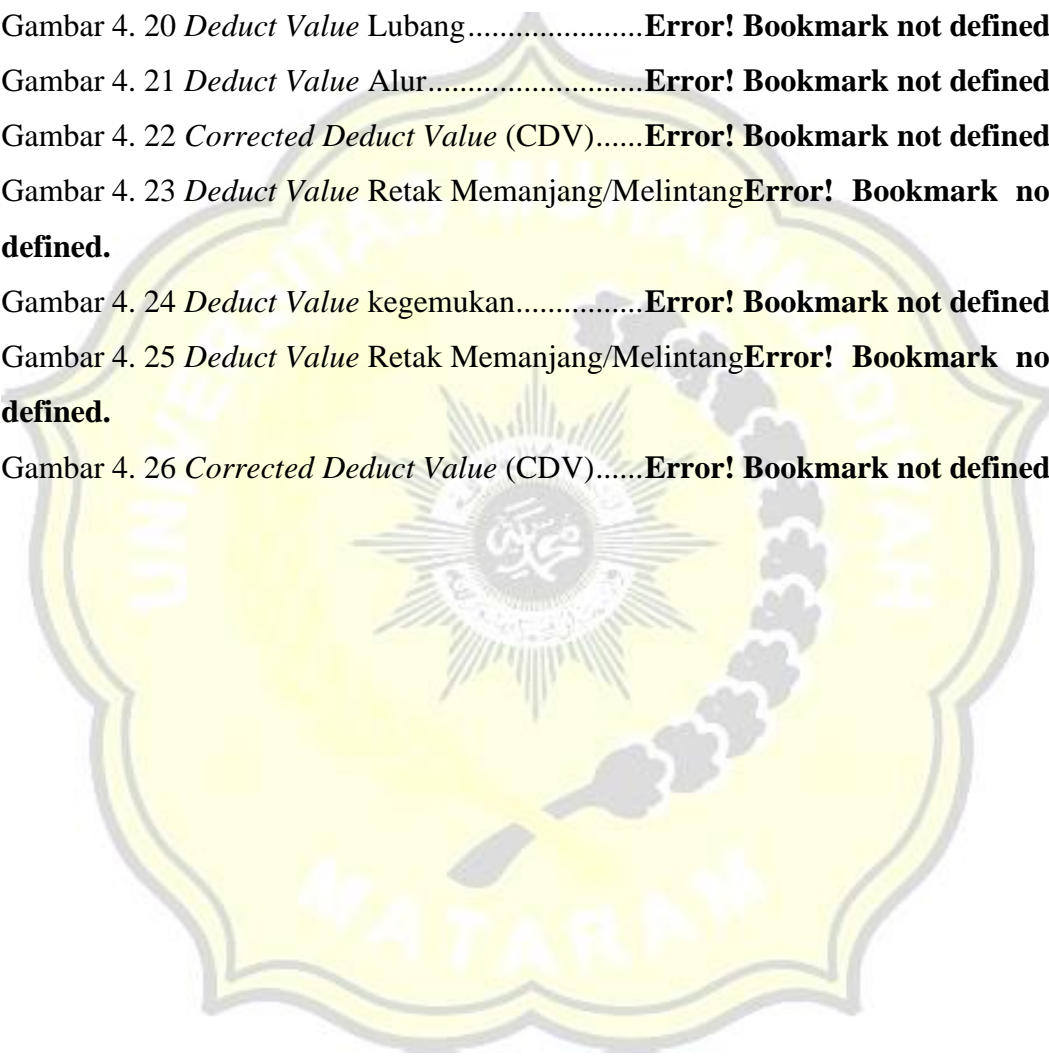 Gambar 4. 20 Deduct Value Lubang......................Error! Bookmark not defined
Gambar 4. 21 Deduct Value Alur...........................Error! Bookmark not defined
Gambar 4. 22 Corrected Deduct Value (CDV)......Error! Bookmark not defined
Gambar 4. 23 Deduct Value Retak Memanjang/MelintangError! Bookmark no
defined.
Gambar 4. 24 Deduct Value kegemukan................Error! Bookmark not defined
Gambar 4. 25 Deduct Value Retak Memanjang/MelintangError! Bookmark no
defined.
Gambar 4. 26 Corrected Deduct Value (CDV)......Error! Bookmark not defined
UNIVERSITAS MUHAMMADIYAH
MATARAM